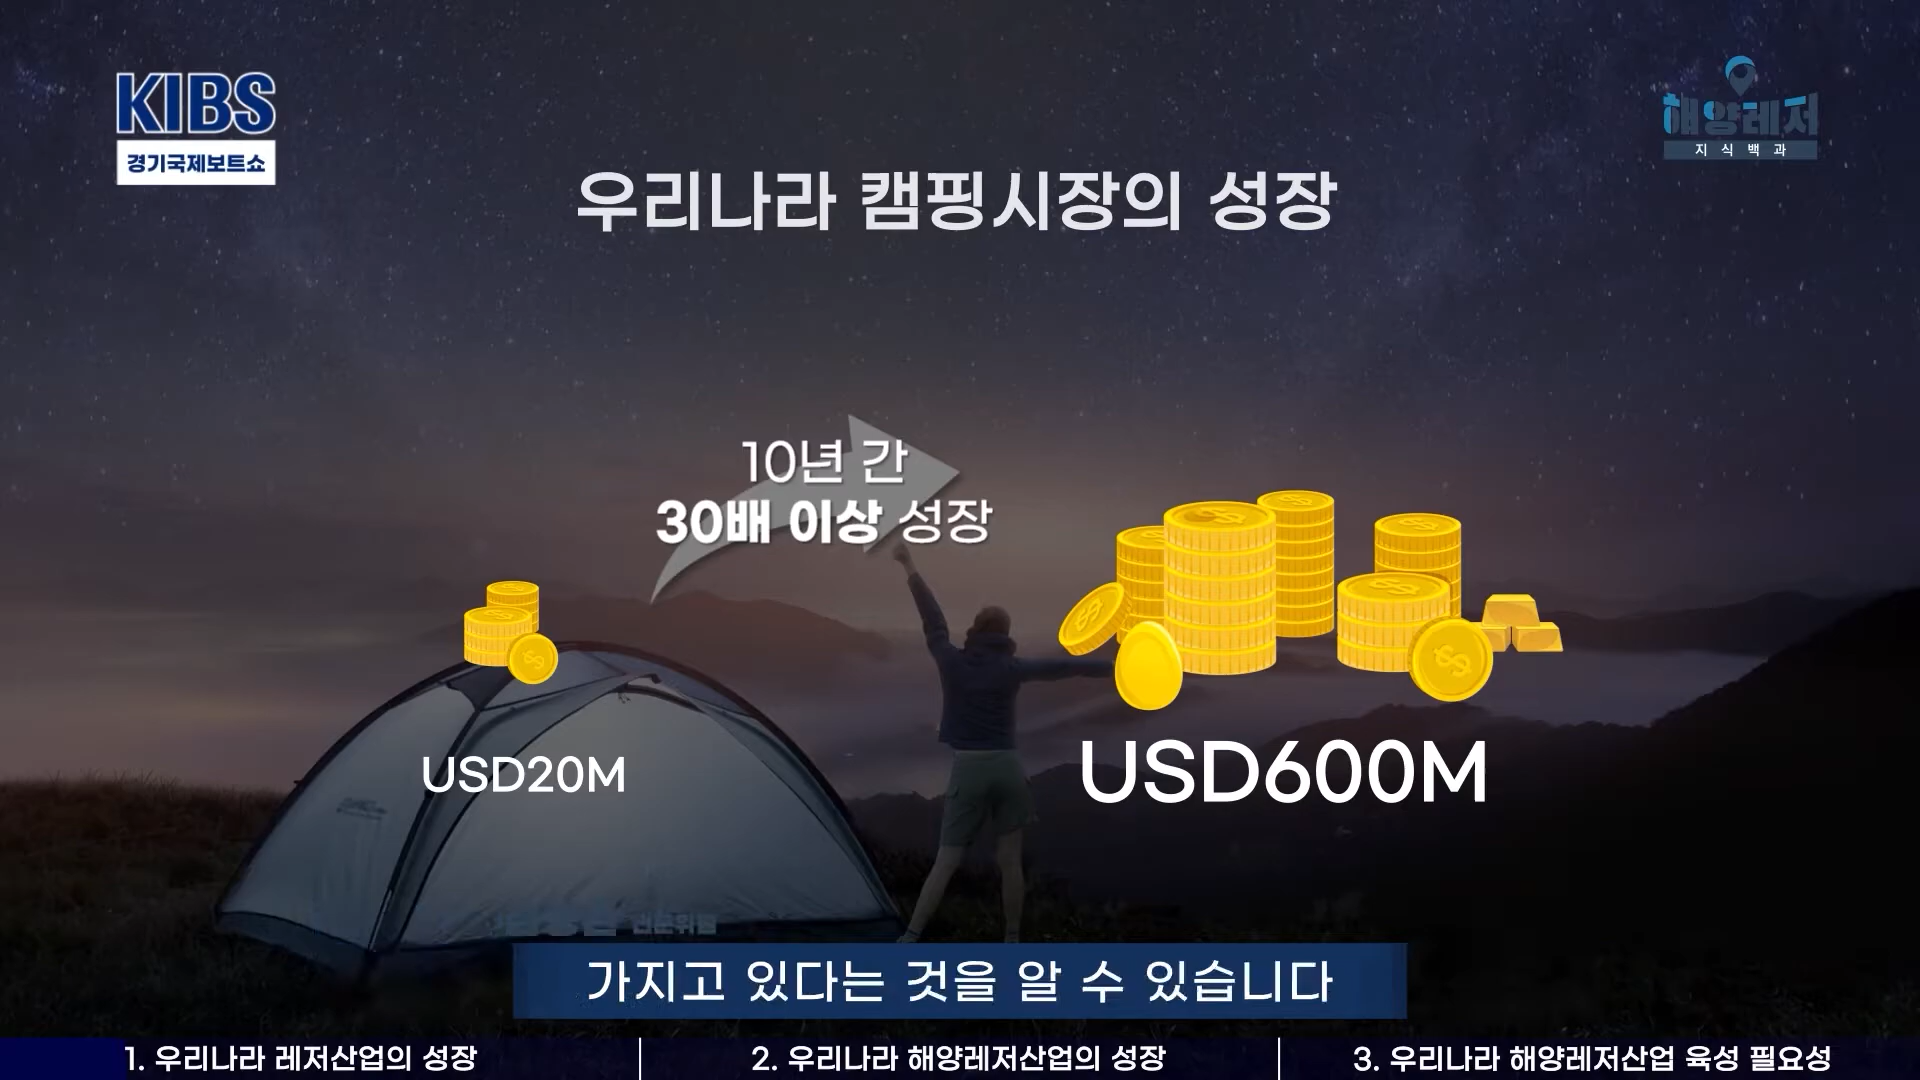 KIBS
경기국제보트쇼
해양레저
지식백과
우리나라 캠핑시장의 성장
10년 간
30배 이상 성장
USD20M
USD600M
가지고 있다는 것을 알 수 있습니다
1. 우리나라 레저산업의 성장
2. 우리나라 해양레저산업의 성장
3. 우리나라 해양레저산업 육성 필요성